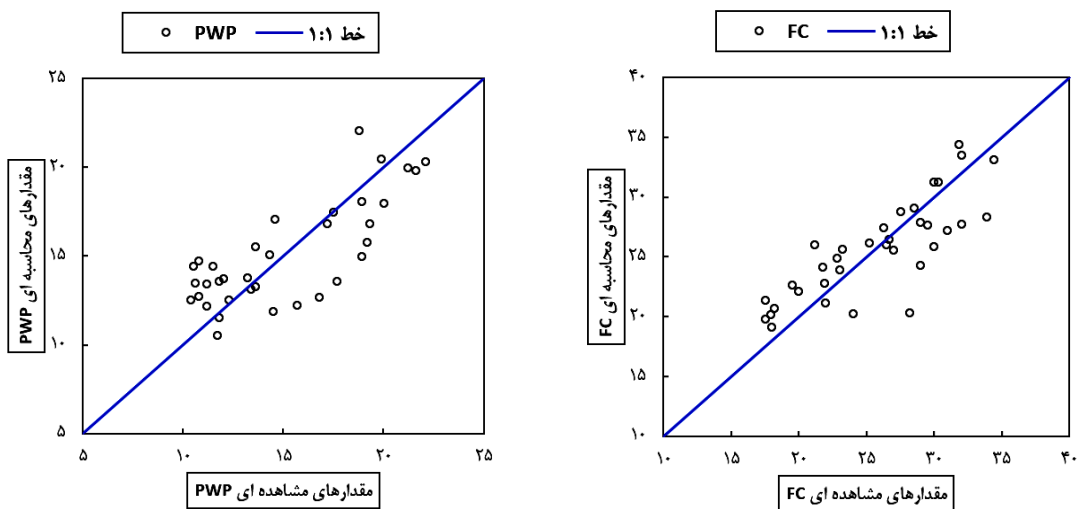 PWP خط ۱:۱
۲۵
۲۰
۱۵
۱۰
۵
مقدارهای محاسبه ای PWP
۵ ۱۰ ۱۵ ۲۰ ۲۵
مقدارهای مشاهده ای PWP
FC خط ۱:۱
۴۰
۳۵
۳۰
۲۵
۲۰
۱۵
۱۰
مقدارهای محاسبه ای FC
۱۰ ۱۵ ۲۰ ۲۵ ۳۰ ۳۵ ۴۰
مقدارهای مشاهده ای FC